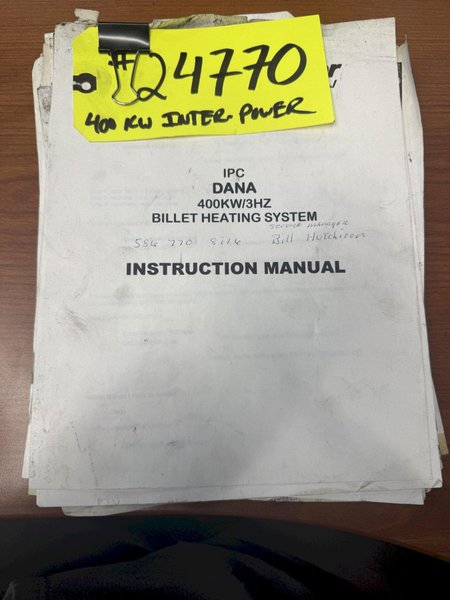 #24770
400 KW INTER-POWER
IPC
DANA
400KW/3HZ
BILLET HEATING SYSTEM
service manager
586 770 8116 Bill Hutchison
INSTRUCTION MANUAL